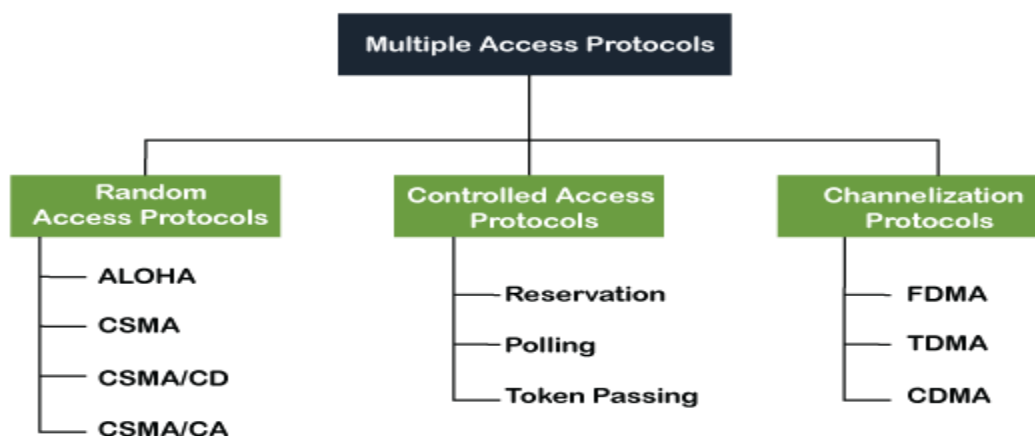 Multiple Access Protocols
Random
Access Protocols
ALOHA
CSMA
CSMA/CD
CSMA/CA
Controlled Access
Protocols
Reservation
Polling
Token Passing
Channelization
Protocols
FDMA
TDMA
CDMA